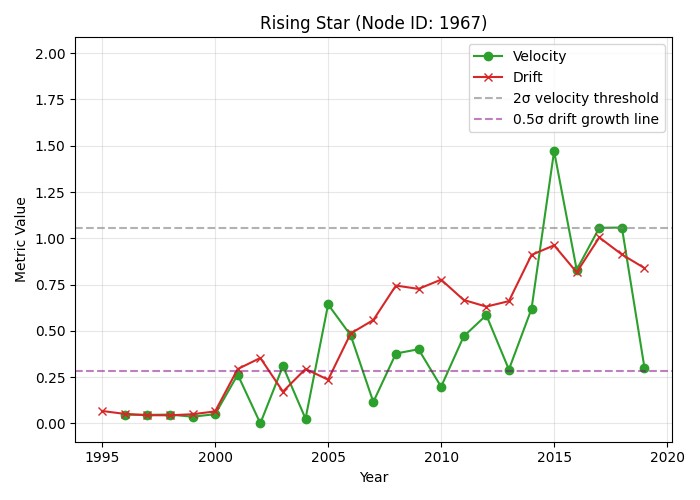 Rising Star (Node ID: 1967)
Velocity
Drift
2σ velocity threshold
0.5σ drift growth line
Metric Value
2.00
1.75
1.50
1.25
1.00
0.75
0.50
0.25
0.00
1995
2000
2005
2010
2015
2020
Year